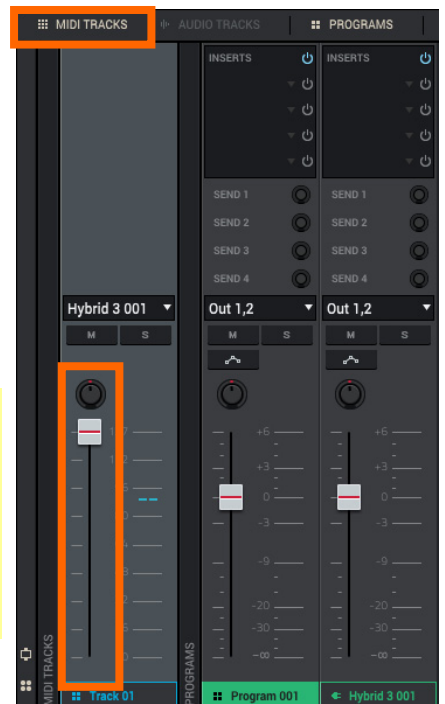 MIDI TRACKS
AUDIO TRACKS
PROGRAMS
INSERTS
INSERTS
SEND 1
SEND 1
SEND 2
SEND 2
SEND 3
SEND 3
SEND 4
SEND 4
Hybrid 3 001
Out 1,2
Out 1,2
M S
M S
M S
+6
+6
+3
+3
0
0
-3
-3
-9
-9
-20
-20
-30
-30
-∞
-∞
MIDI TRACKS
PROGRAMS
Track 01
Program 001
Hybrid 3 001